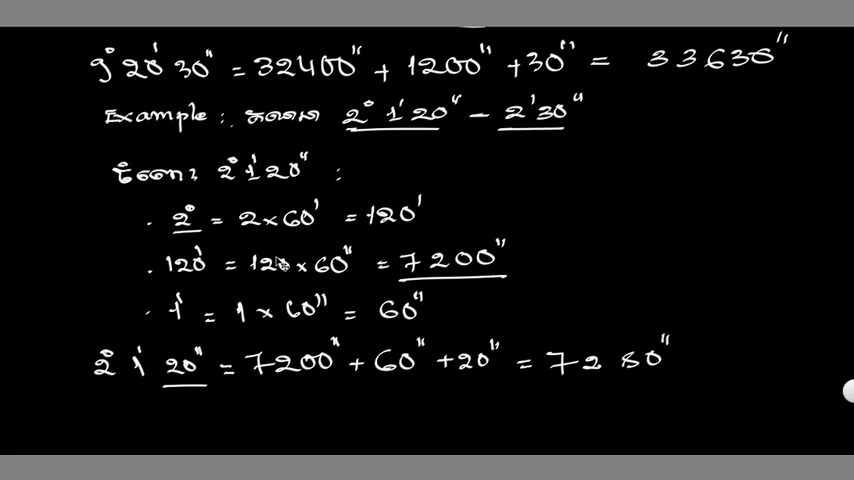 9° 20' 30" = 32400" + 1200" + 30" = 33630"
Example : គណនា 2° 1' 20" - 2' 30"
ចំពោះ 2° 1' 20" :
. 2° = 2 × 60' = 120'
. 120' = 120 × 60" = 7200"
. 1' = 1 × 60" = 60"
2° 1' 20" = 7200" + 60" + 20" = 7280"